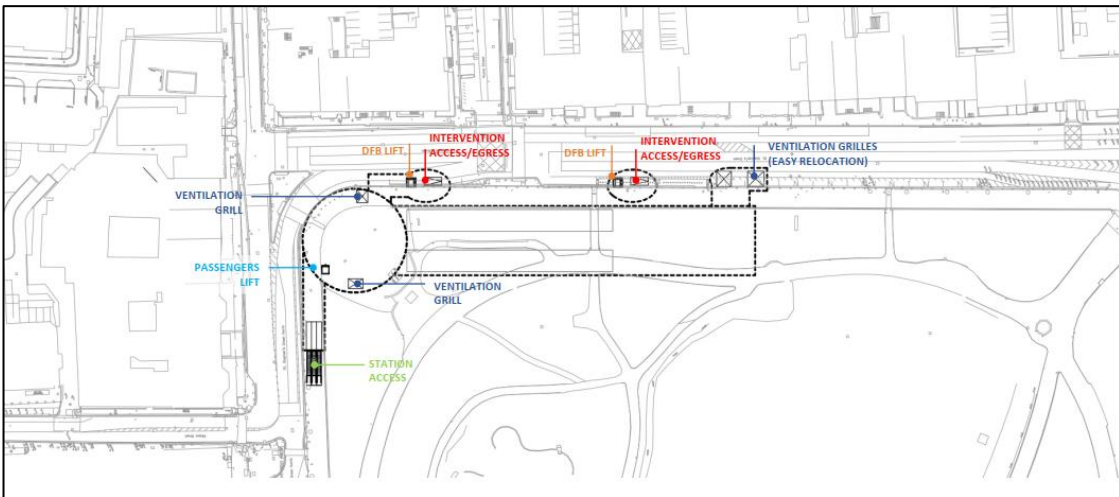 INTERVENTION
ACCESS/EGRESS
DFB LIFT
INTERVENTION
ACCESS/EGRESS
DFB LIFT
VENTILATION GRILLES
(EASY RELOCATION)
VENTILATION
GRILL
PASSENGERS
LIFT
VENTILATION
GRILL
STATION
ACCESS